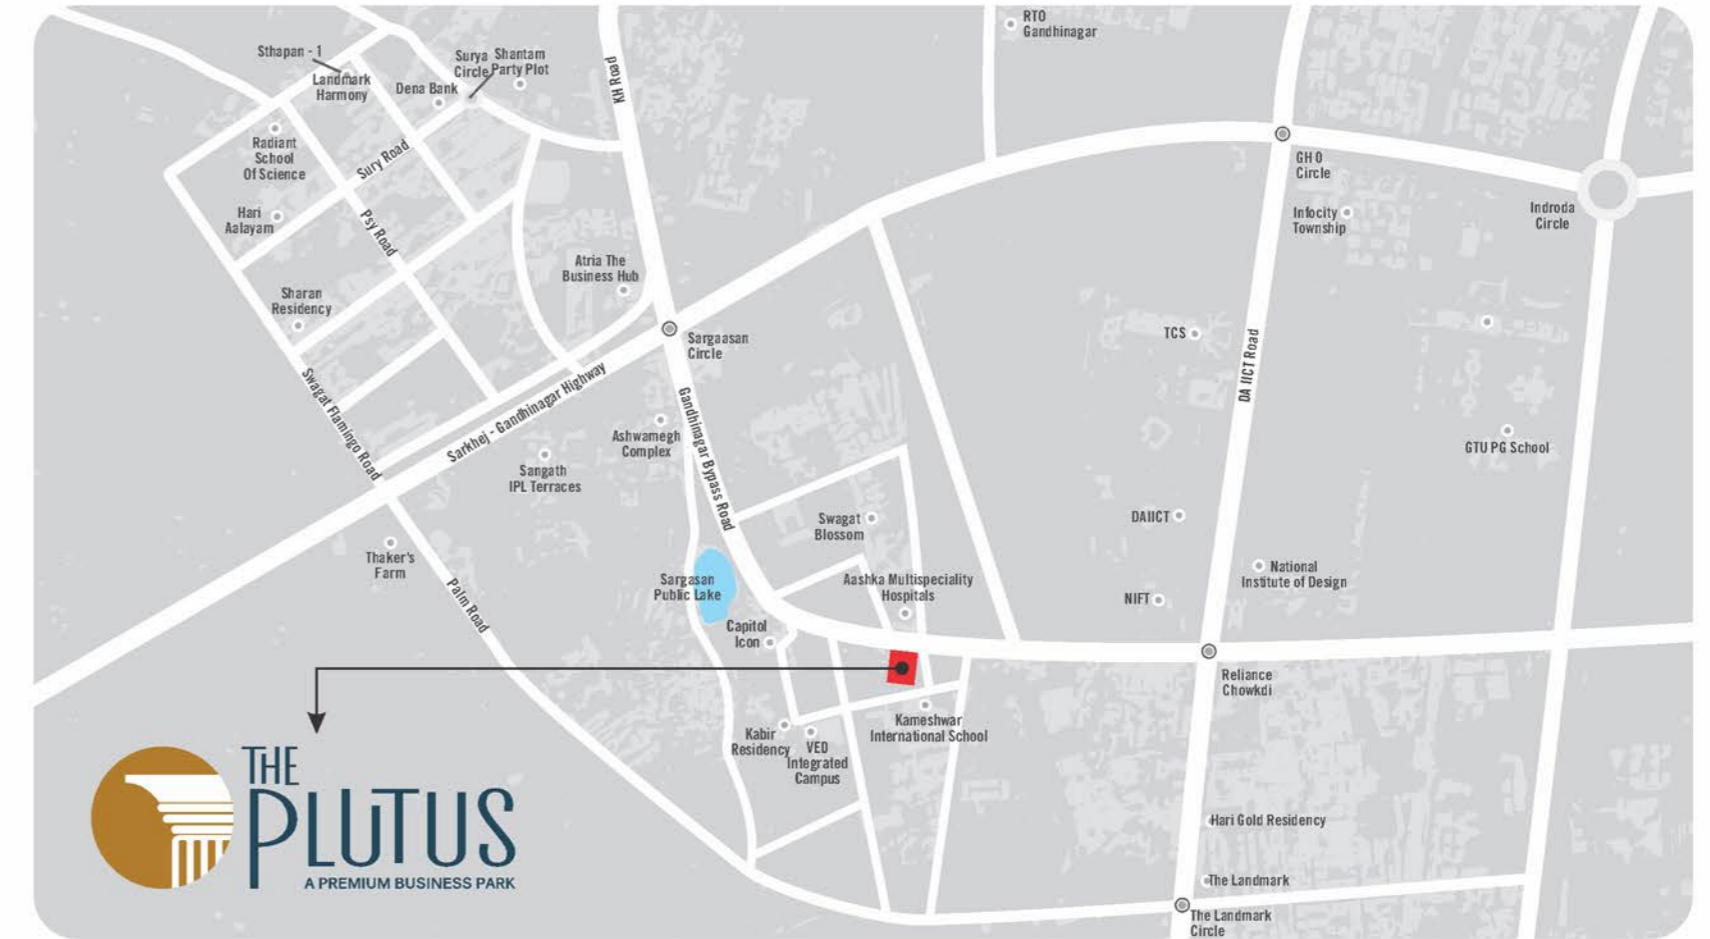 RTO
Gandhinagar
Sthapan - 1
Landmark
Harmony
Surya
Circle
Shantam
Party Plot
Dena Bank
KH Road
Radiant
School
Of Science
Sury Road
GH 0
Circle
Hari
Aalayam
Psy Road
Infocity
Township
Indroda
Circle
Atria The
Business Hub
Sharan
Residency
Sargaasan
Circle
TCS
DA IICT Road
Swagat Flamingo Road
Sarkhej - Gandhinagar Highway
Gandhinagar Bypass Road
Ashwamegh
Complex
Sangath
IPL Terraces
GTU PG School
Swagat
Blossom
DAIICT
Thaker's
Farm
Palm Road
Sargasan
Public Lake
Aashka Multispeciality
Hospitals
National
Institute of Design
NIFT
Capitol
Icon
Reliance
Chowkdi
Kabir
Residency
VED
Integrated
Campus
Kameshwar
International School
THE
PLUTUS
A PREMIUM BUSINESS PARK
Hari Gold Residency
The Landmark
The Landmark
Circle